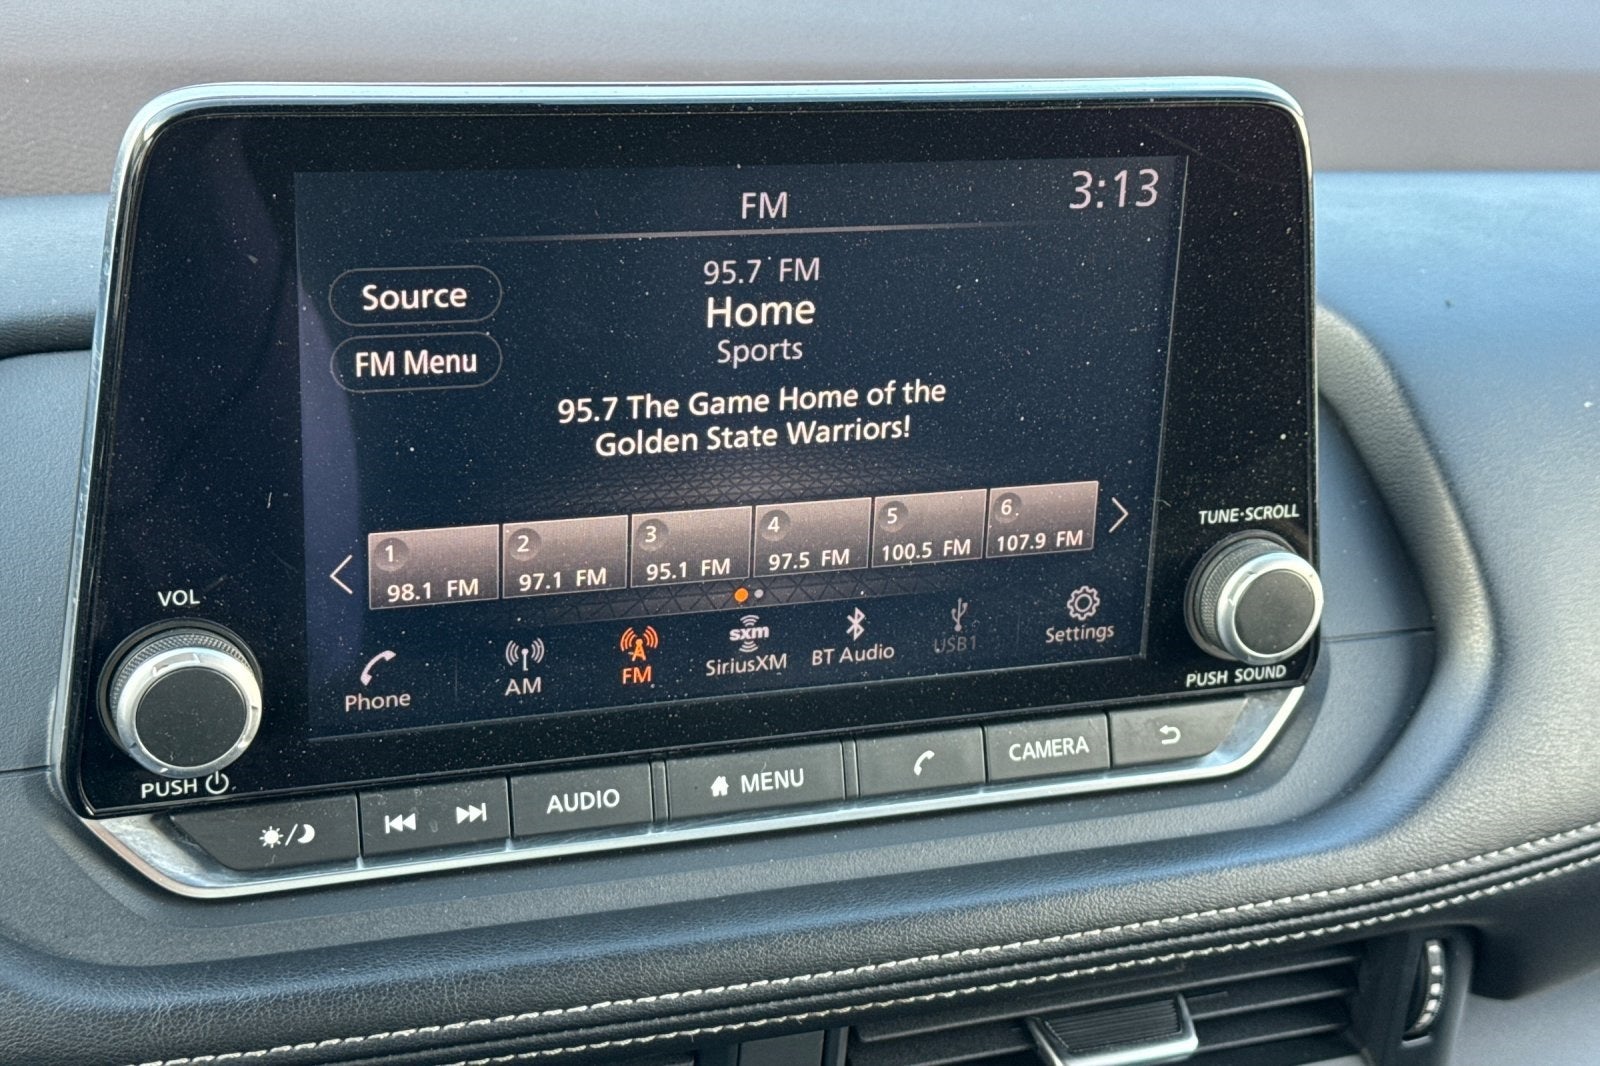 FM
3:13
95.7 FM
Home
Sports
Source
FM Menu
95.7 The Game Home of the
Golden State Warriors!
1
98.1 FM
2
97.1 FM
3
95.1 FM
4
97.5 FM
5
100.5 FM
6
107.9 FM
Phone
AM
FM
sxm
SiriusXM
BT Audio
USB1
Settings
VOL
PUSH
TUNE·SCROLL
PUSH SOUND
AUDIO
MENU
CAMERA